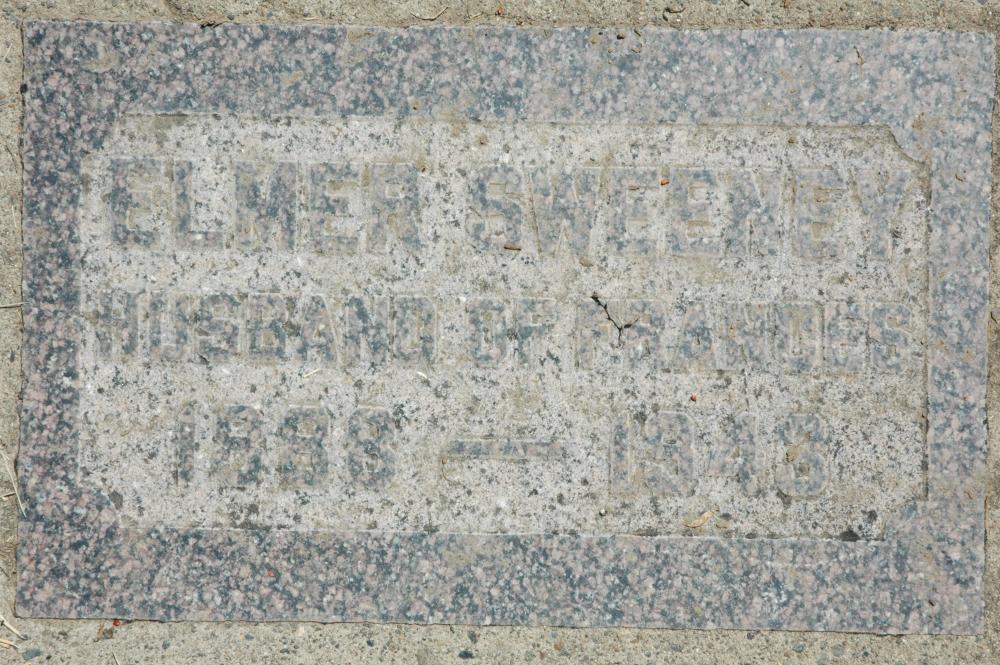 ELMER SWEENEY
HUSBAND OF FRANCES
1888 — 1943